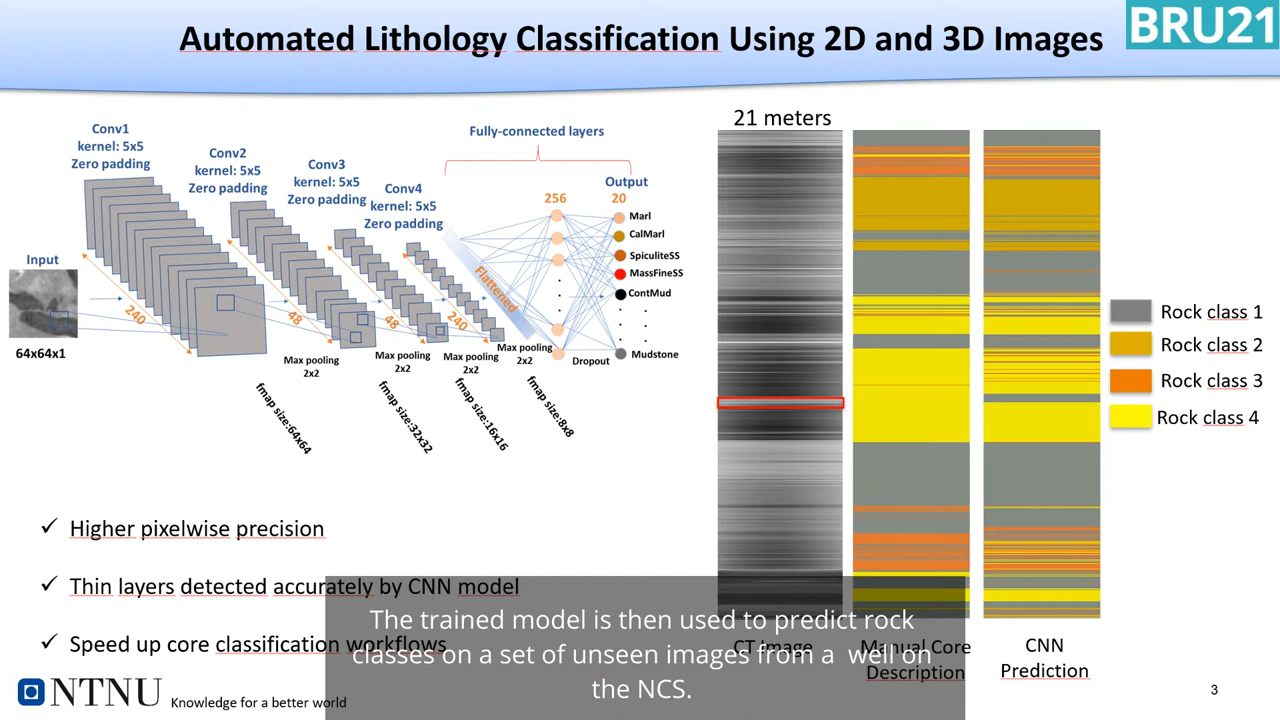 Automated Lithology Classification Using 2D and 3D Images
BRU21
Conv1
kernel: 5x5
Zero padding
Conv2
kernel: 5x5
Zero padding
Conv3
kernel: 5x5
Zero padding
Conv4
kernel: 5x5
Zero padding
Fully-connected layers
Input
64x64x1
240
48
48
240
Flattened
256
Output
20
Marl
CalMarl
SpiculiteSS
MassFineSS
ContMud
Mudstone
Max pooling
2x2
Max pooling
2x2
Max pooling
2x2
Max pooling
2x2
Dropout
fmap size:64x64
fmap size:32x32
fmap size:16x16
fmap size:8x8
21 meters
Rock class 1
Rock class 2
Rock class 3
Rock class 4
✓ Higher pixelwise precision
✓ Thin layers detected accurately by CNN model
✓ Speed up core classification workflows
CT Image
Manual Core
Description
CNN
Prediction
The trained model is then used to predict rock
classes on a set of unseen images from a well on
the NCS.
NTNU
Knowledge for a better world
3